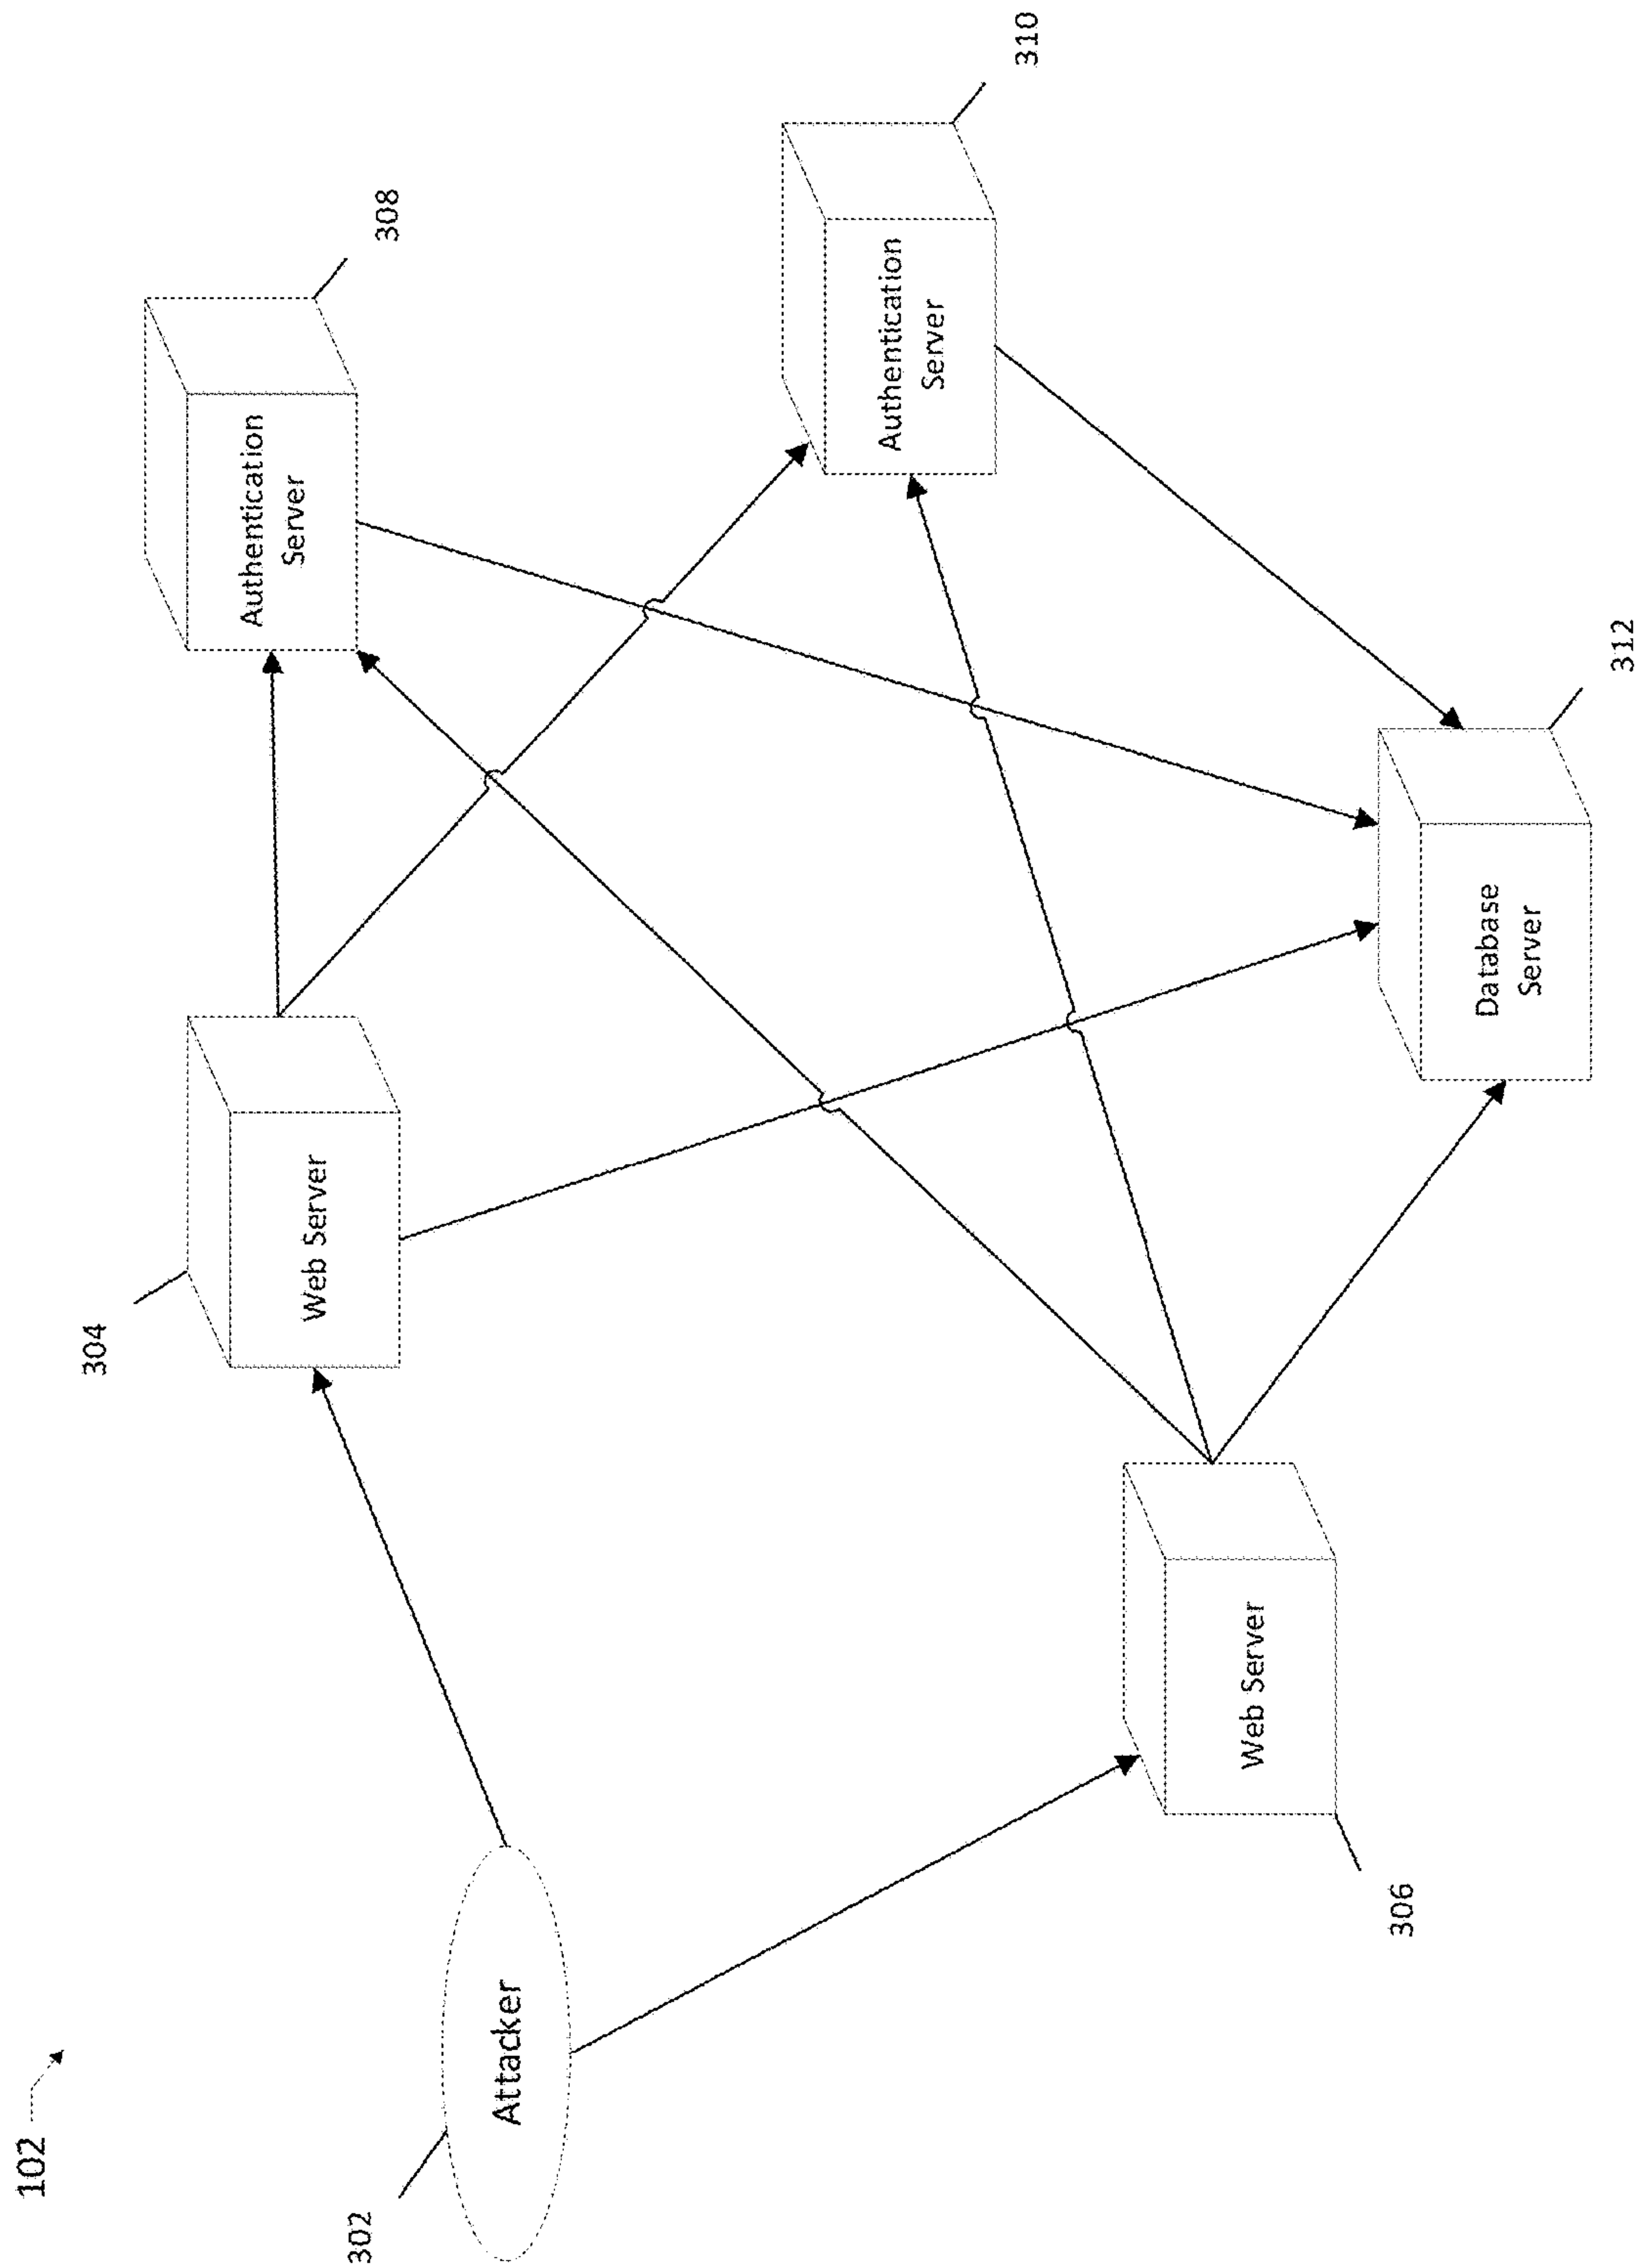 102
302
Attacker
304
Web Server
306
Web Server
308
Authentication
Server
310
Authentication
Server
312
Database
Server